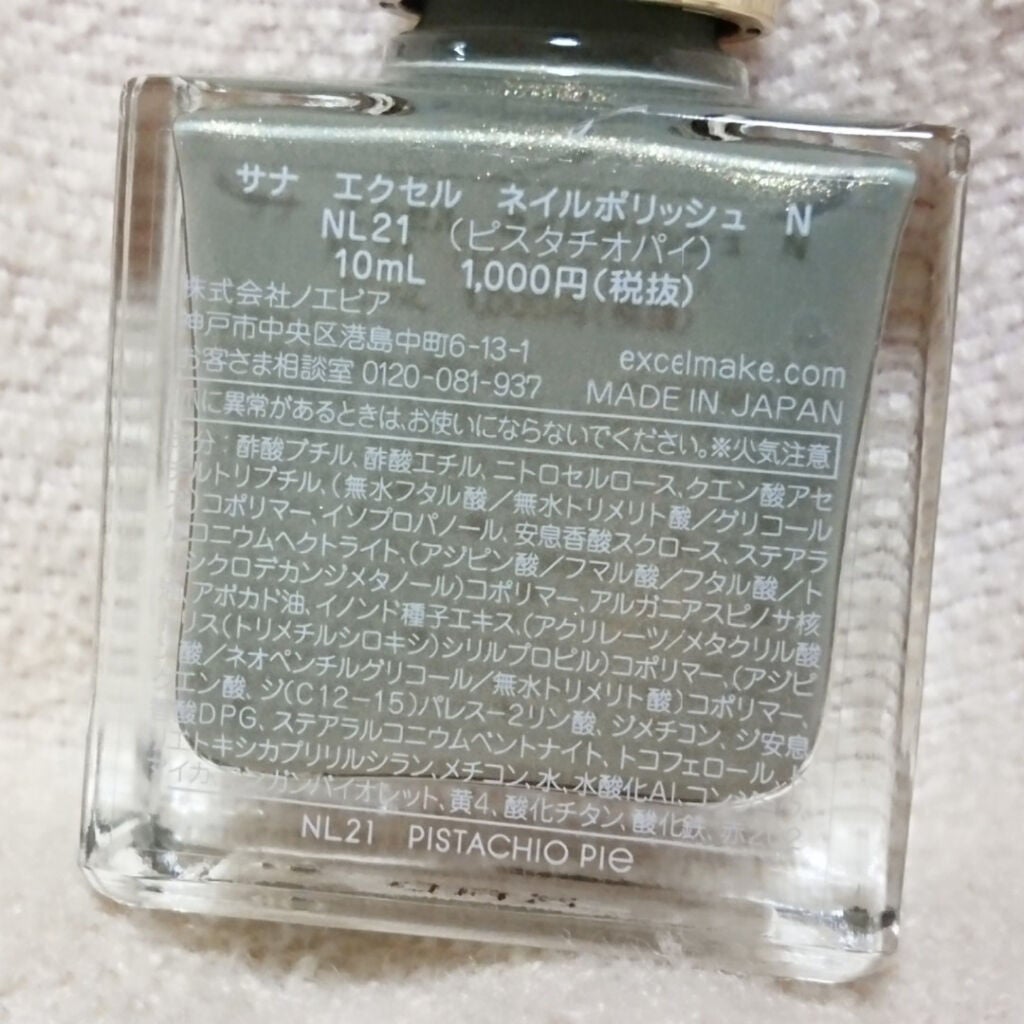 サナ エクセル ネイルポリッシュ N
NL21 (ピスタチオパイ)
10mL 1,000円(税抜)
株式会社ノエビア
神戸市中央区港島中町6-13-1
excelmake.com
お客さま相談室 0120-081-937
MADE IN JAPAN
に異常があるときは、お使いにならないでください。※火気注意
分：酢酸ブチル、酢酸エチル、ニトロセルロース、クエン酸アセ
ルトリブチル、(無水フタル酸／無水トリメリト酸／グリコール
)コポリマー、イソプロパノール、安息香酸スクロース、ステアラ
コニウムヘクトライト、(アジピン酸／フマル酸／フタル酸／ト
シクロデカンジメタノール)コポリマー、アルガニアスピノサ核
、アボカド油、イノンド種子エキス、(アクリレーツ/メタクリル酸
リス(トリメチルシロキシ)シリルプロピル)コポリマー、(アジピ
酸／ネオペンチルグリコール／無水トリメリト酸)コポリマー、
エン酸、ジ(C12-15)パレス-2リン酸、ジメチコン、ジ安息
酸DPG、ステアラルコニウムベントナイト、トコフェロール、
エトキシカプリリルシラン、メチコン、水、水酸化Al、コンジョウ
イカ、マンガンバイオレット、黄4、酸化チタン、酸化鉄、赤202
NL21 PISTACHIO PIe